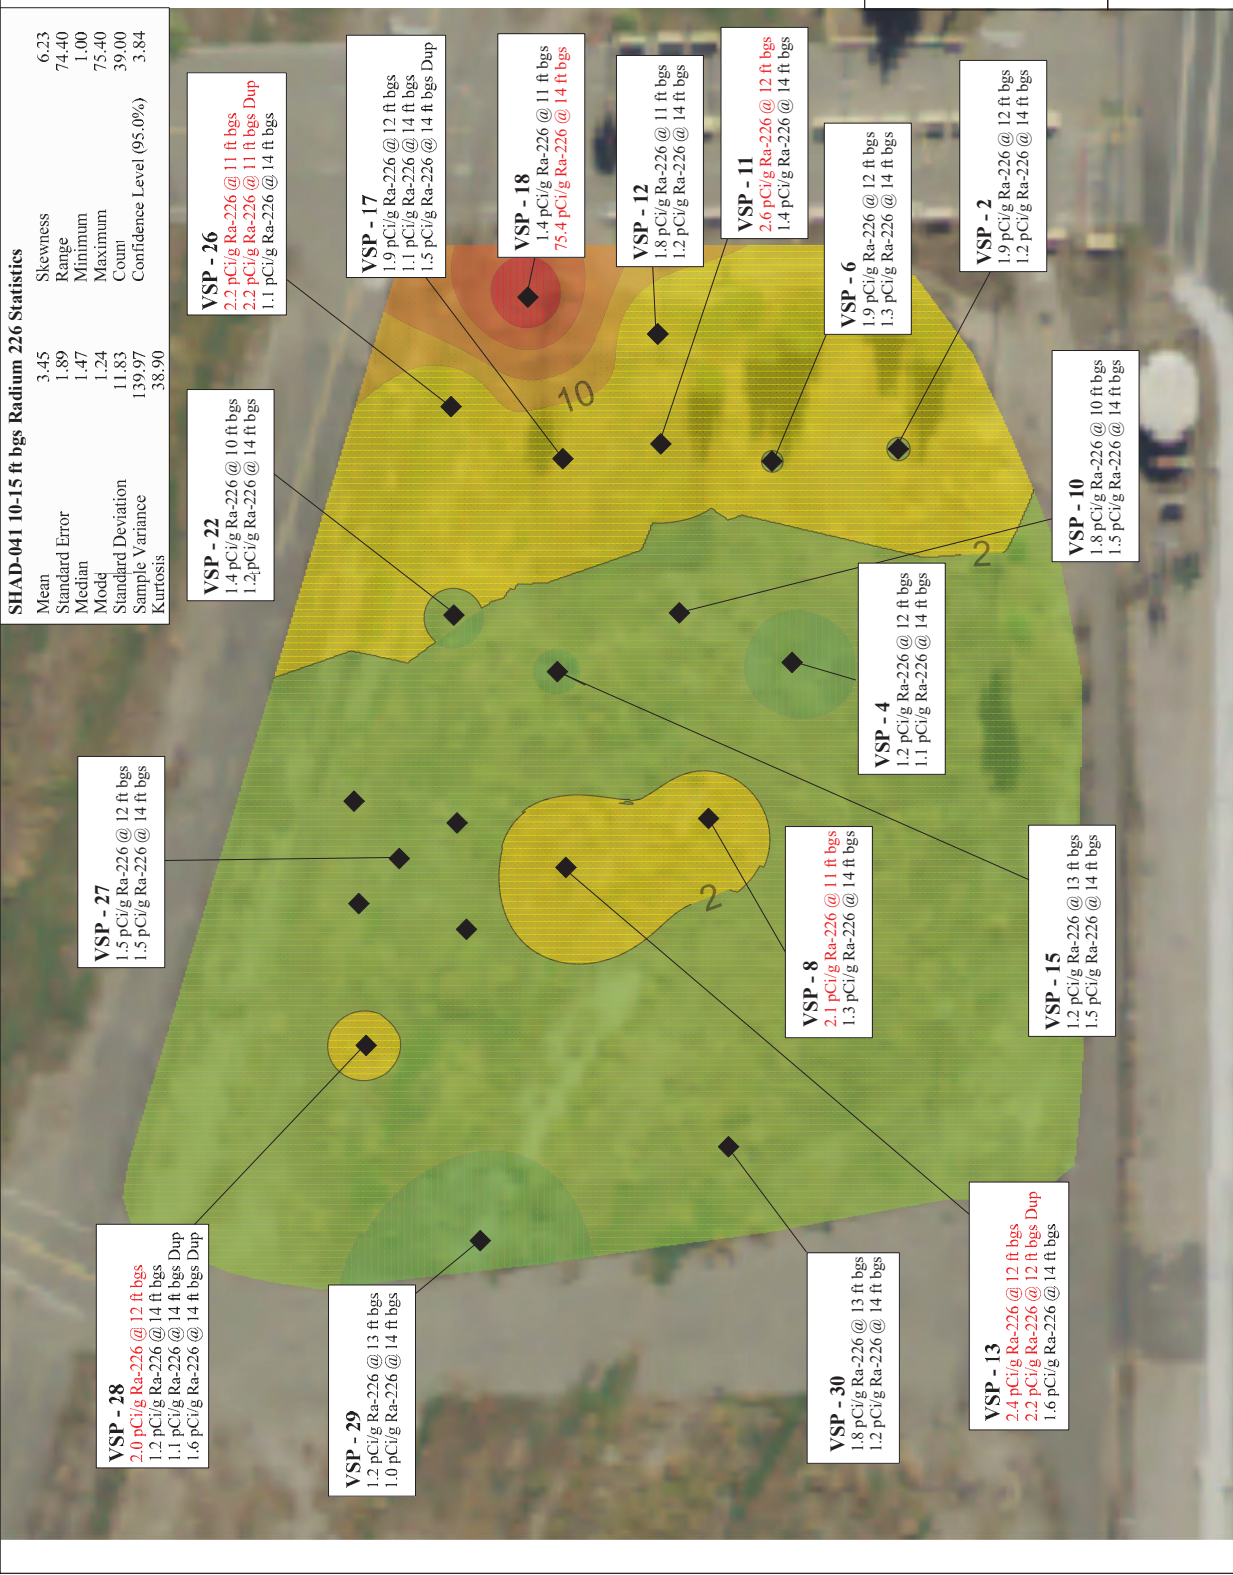 SHAD-041 10-15 ft bgs Radium 226 Statistics
Mean 3.45 Skewness 6.23
Standard Error 1.89 Range 74.40
Median 1.47 Minimum 1.00
Mode 1.24 Maximum 75.40
Standard Deviation 11.83 Count 39.00
Sample Variance 139.97 Confidence Level (95.0%) 3.84
Kurtosis 38.90
VSP - 28
2.0 pCi/g Ra-226 @ 12 ft bgs
1.2 pCi/g Ra-226 @ 14 ft bgs
1.1 pCi/g Ra-226 @ 14 ft bgs Dup
1.6 pCi/g Ra-226 @ 14 ft bgs Dup
VSP - 27
1.5 pCi/g Ra-226 @ 12 ft bgs
1.5 pCi/g Ra-226 @ 14 ft bgs
VSP - 22
1.4 pCi/g Ra-226 @ 10 ft bgs
1.2 pCi/g Ra-226 @ 14 ft bgs
VSP - 26
2.2 pCi/g Ra-226 @ 11 ft bgs
2.2 pCi/g Ra-226 @ 11 ft bgs Dup
1.1 pCi/g Ra-226 @ 14 ft bgs
VSP - 17
1.9 pCi/g Ra-226 @ 12 ft bgs
1.1 pCi/g Ra-226 @ 14 ft bgs
1.5 pCi/g Ra-226 @ 14 ft bgs Dup
VSP - 29
1.2 pCi/g Ra-226 @ 13 ft bgs
1.0 pCi/g Ra-226 @ 14 ft bgs
VSP - 18
1.4 pCi/g Ra-226 @ 11 ft bgs
75.4 pCi/g Ra-226 @ 14 ft bgs
10
VSP - 12
1.8 pCi/g Ra-226 @ 11 ft bgs
1.2 pCi/g Ra-226 @ 14 ft bgs
VSP - 11
2.6 pCi/g Ra-226 @ 12 ft bgs
1.4 pCi/g Ra-226 @ 14 ft bgs
2
VSP - 8
2.1 pCi/g Ra-226 @ 11 ft bgs
1.3 pCi/g Ra-226 @ 14 ft bgs
VSP - 6
1.9 pCi/g Ra-226 @ 12 ft bgs
1.3 pCi/g Ra-226 @ 14 ft bgs
VSP - 30
1.8 pCi/g Ra-226 @ 13 ft bgs
1.2 pCi/g Ra-226 @ 14 ft bgs
VSP - 4
1.2 pCi/g Ra-226 @ 12 ft bgs
1.1 pCi/g Ra-226 @ 14 ft bgs
2
VSP - 2
1.9 pCi/g Ra-226 @ 12 ft bgs
1.2 pCi/g Ra-226 @ 14 ft bgs
VSP - 13
2.4 pCi/g Ra-226 @ 12 ft bgs
2.2 pCi/g Ra-226 @ 12 ft bgs Dup
1.6 pCi/g Ra-226 @ 14 ft bgs
VSP - 15
1.2 pCi/g Ra-226 @ 13 ft bgs
1.5 pCi/g Ra-226 @ 14 ft bgs
VSP - 10
1.8 pCi/g Ra-226 @ 10 ft bgs
1.5 pCi/g Ra-226 @ 14 ft bgs